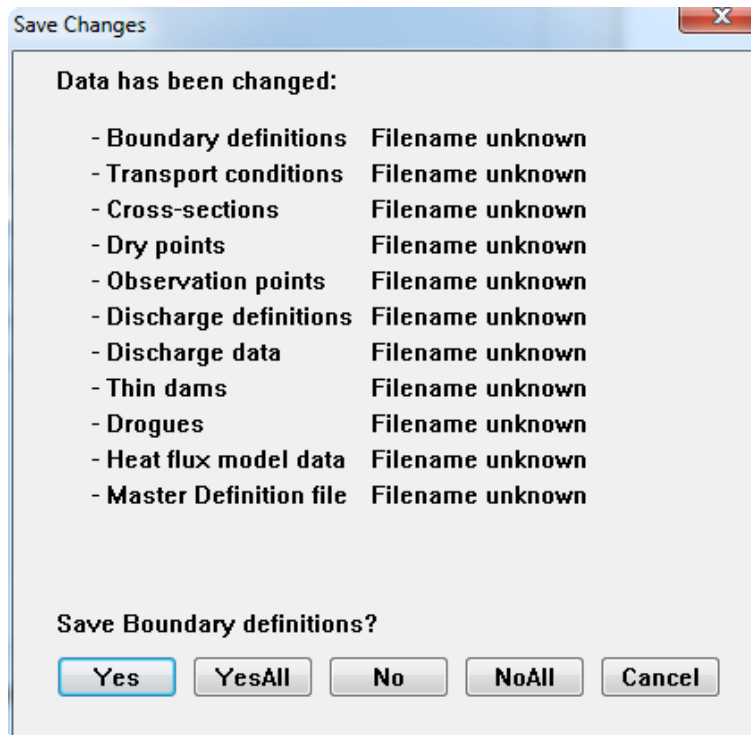 Save Changes
x
Data has been changed:
- Boundary definitions Filename unknown
- Transport conditions Filename unknown
- Cross-sections Filename unknown
- Dry points Filename unknown
- Observation points Filename unknown
- Discharge definitions Filename unknown
- Discharge data Filename unknown
- Thin dams Filename unknown
- Drogues Filename unknown
- Heat flux model data Filename unknown
- Master Definition file Filename unknown
Save Boundary definitions?
Yes YesAll No NoAll Cancel